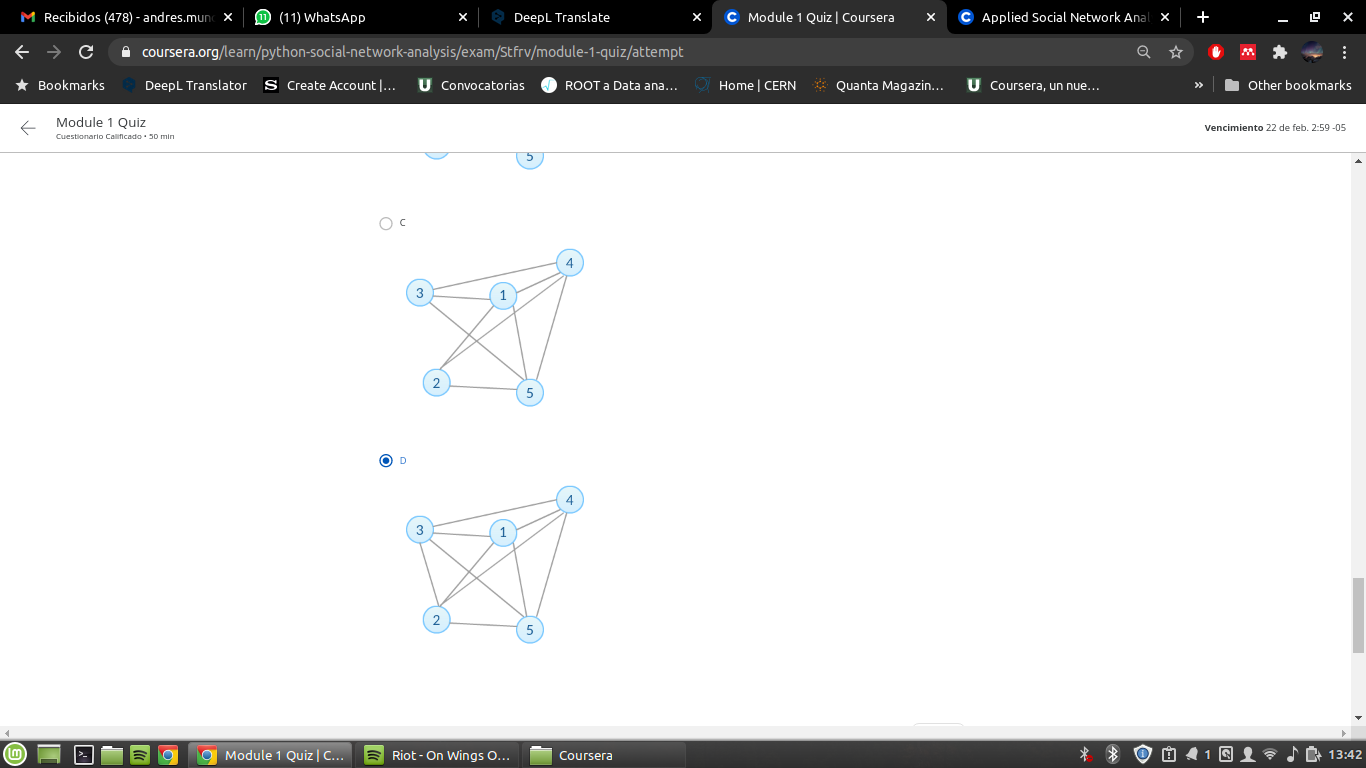 Recibidos (478) - andres.mun
(11) WhatsApp
DeepL Translate
Module 1 Quiz | Coursera
Applied Social Network Anal
coursera.org/learn/python-social-network-analysis/exam/Stfrv/module-1-quiz/attempt
Bookmarks
DeepL Translator
Create Account |...
Convocatorias
ROOT a Data ana...
Home | CERN
Quanta Magazin...
Coursera, un nue...
»
Other bookmarks
Module 1 Quiz
Cuestionario Calificado • 50 min
Vencimiento 22 de feb. 2:59 -05
5
C
4
3
1
2
5
D
4
3
1
2
5
Module 1 Quiz | C...
Riot - On Wings O...
Coursera
1
13:42